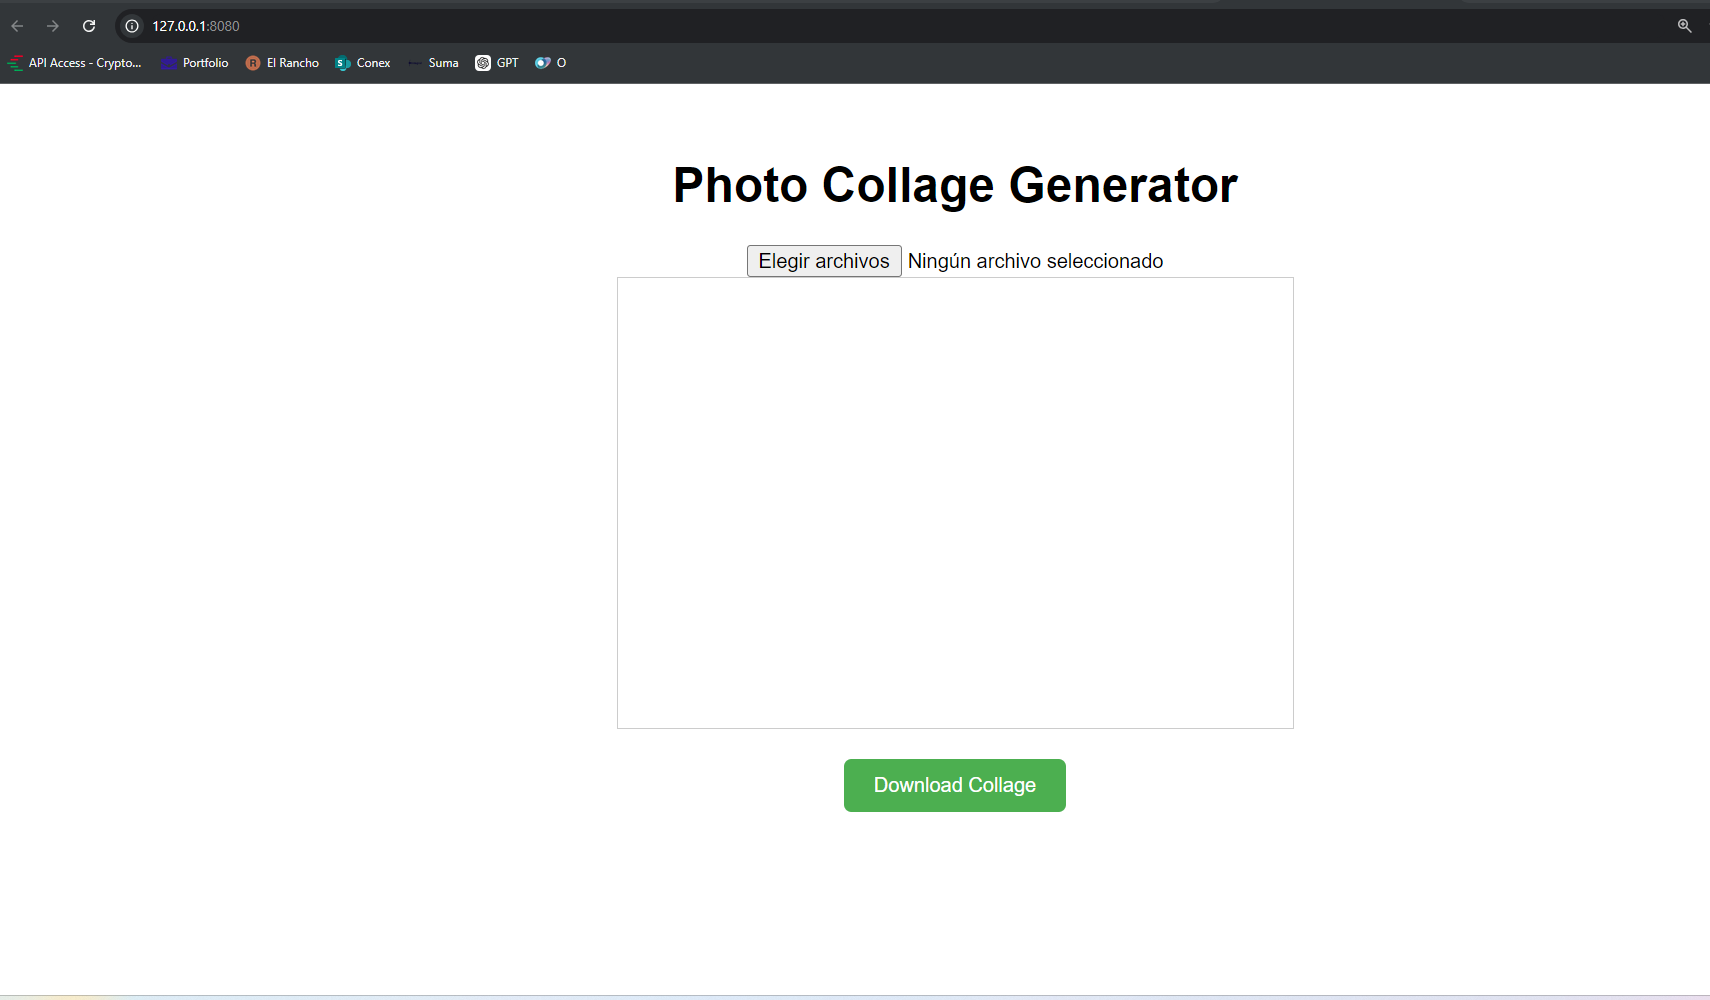 127.0.0.1:8080
API Access - Crypto... Portfolio R El Rancho S Conex Suma GPT O
Photo Collage Generator
Elegir archivos Ningún archivo seleccionado
Download Collage